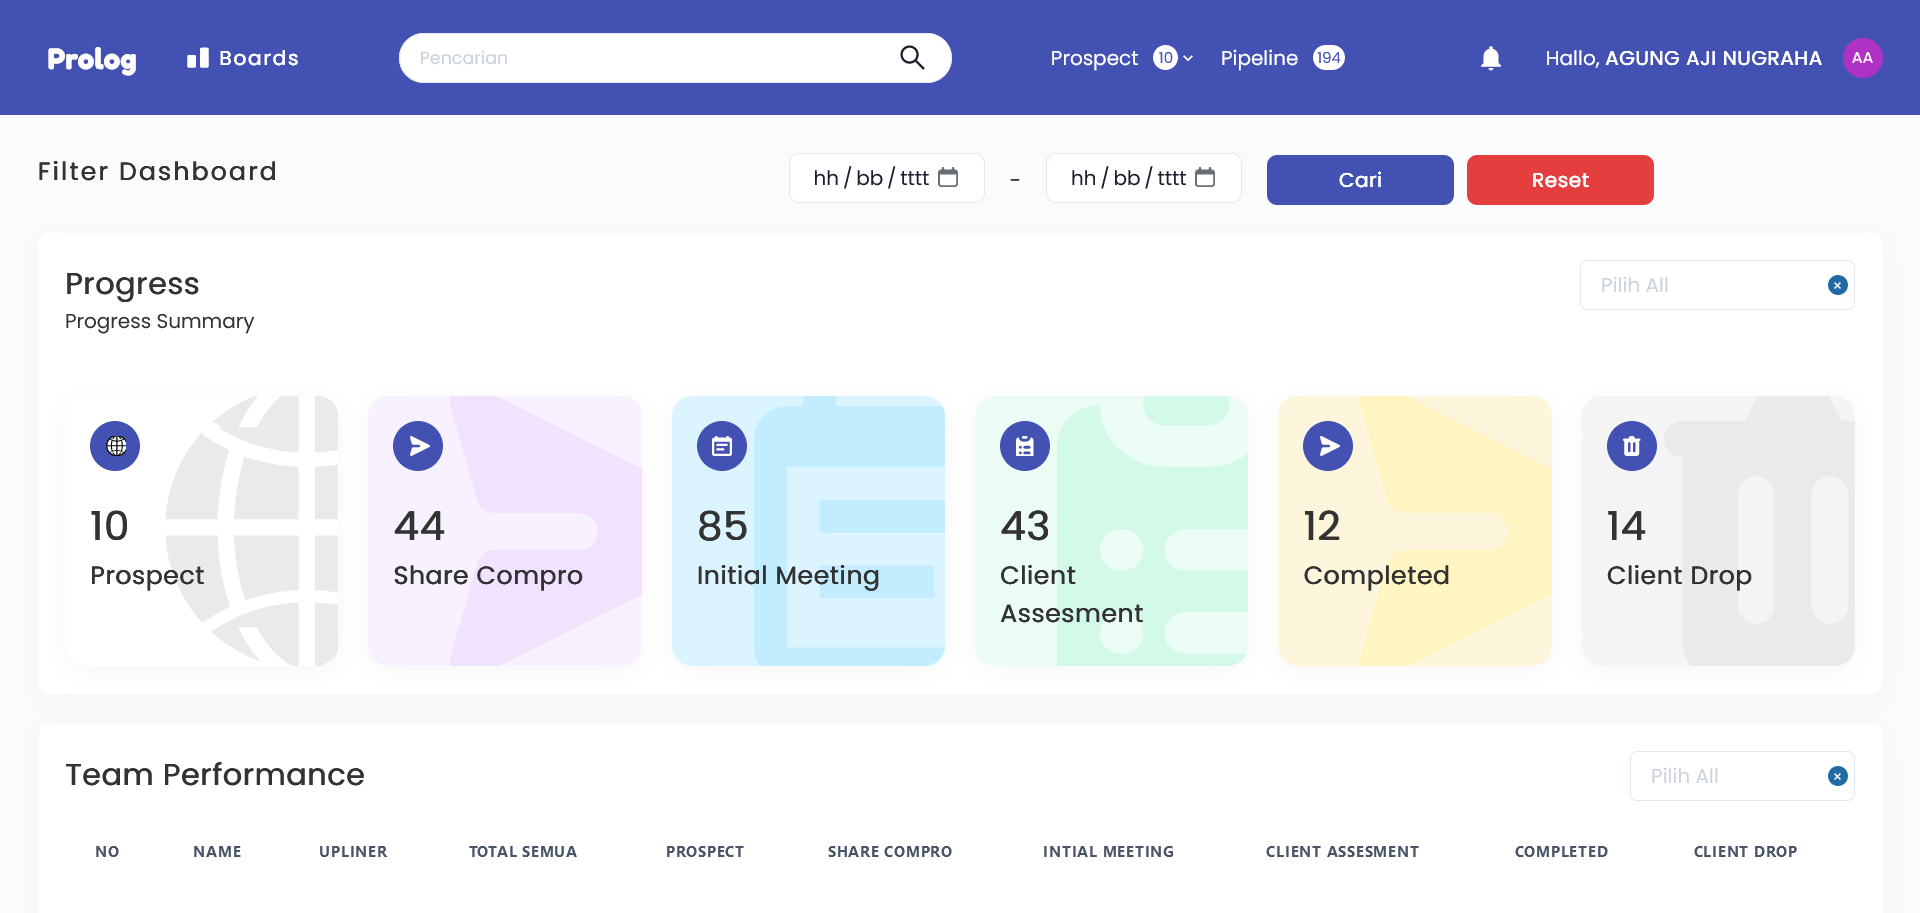 Prolog
Boards
Pencarian
Prospect 10
Pipeline 194
Hallo, AGUNG AJI NUGRAHA
AA
Filter Dashboard
hh / bb / tttt
-
hh / bb / tttt
Cari
Reset
Progress
Progress Summary
Pilih All
10
Prospect
44
Share Compro
85
Initial Meeting
43
Client
Assesment
12
Completed
14
Client Drop
Team Performance
Pilih All
NO NAME UPLINER TOTAL SEMUA PROSPECT SHARE COMPRO INTIAL MEETING CLIENT ASSESMENT COMPLETED CLIENT DROP